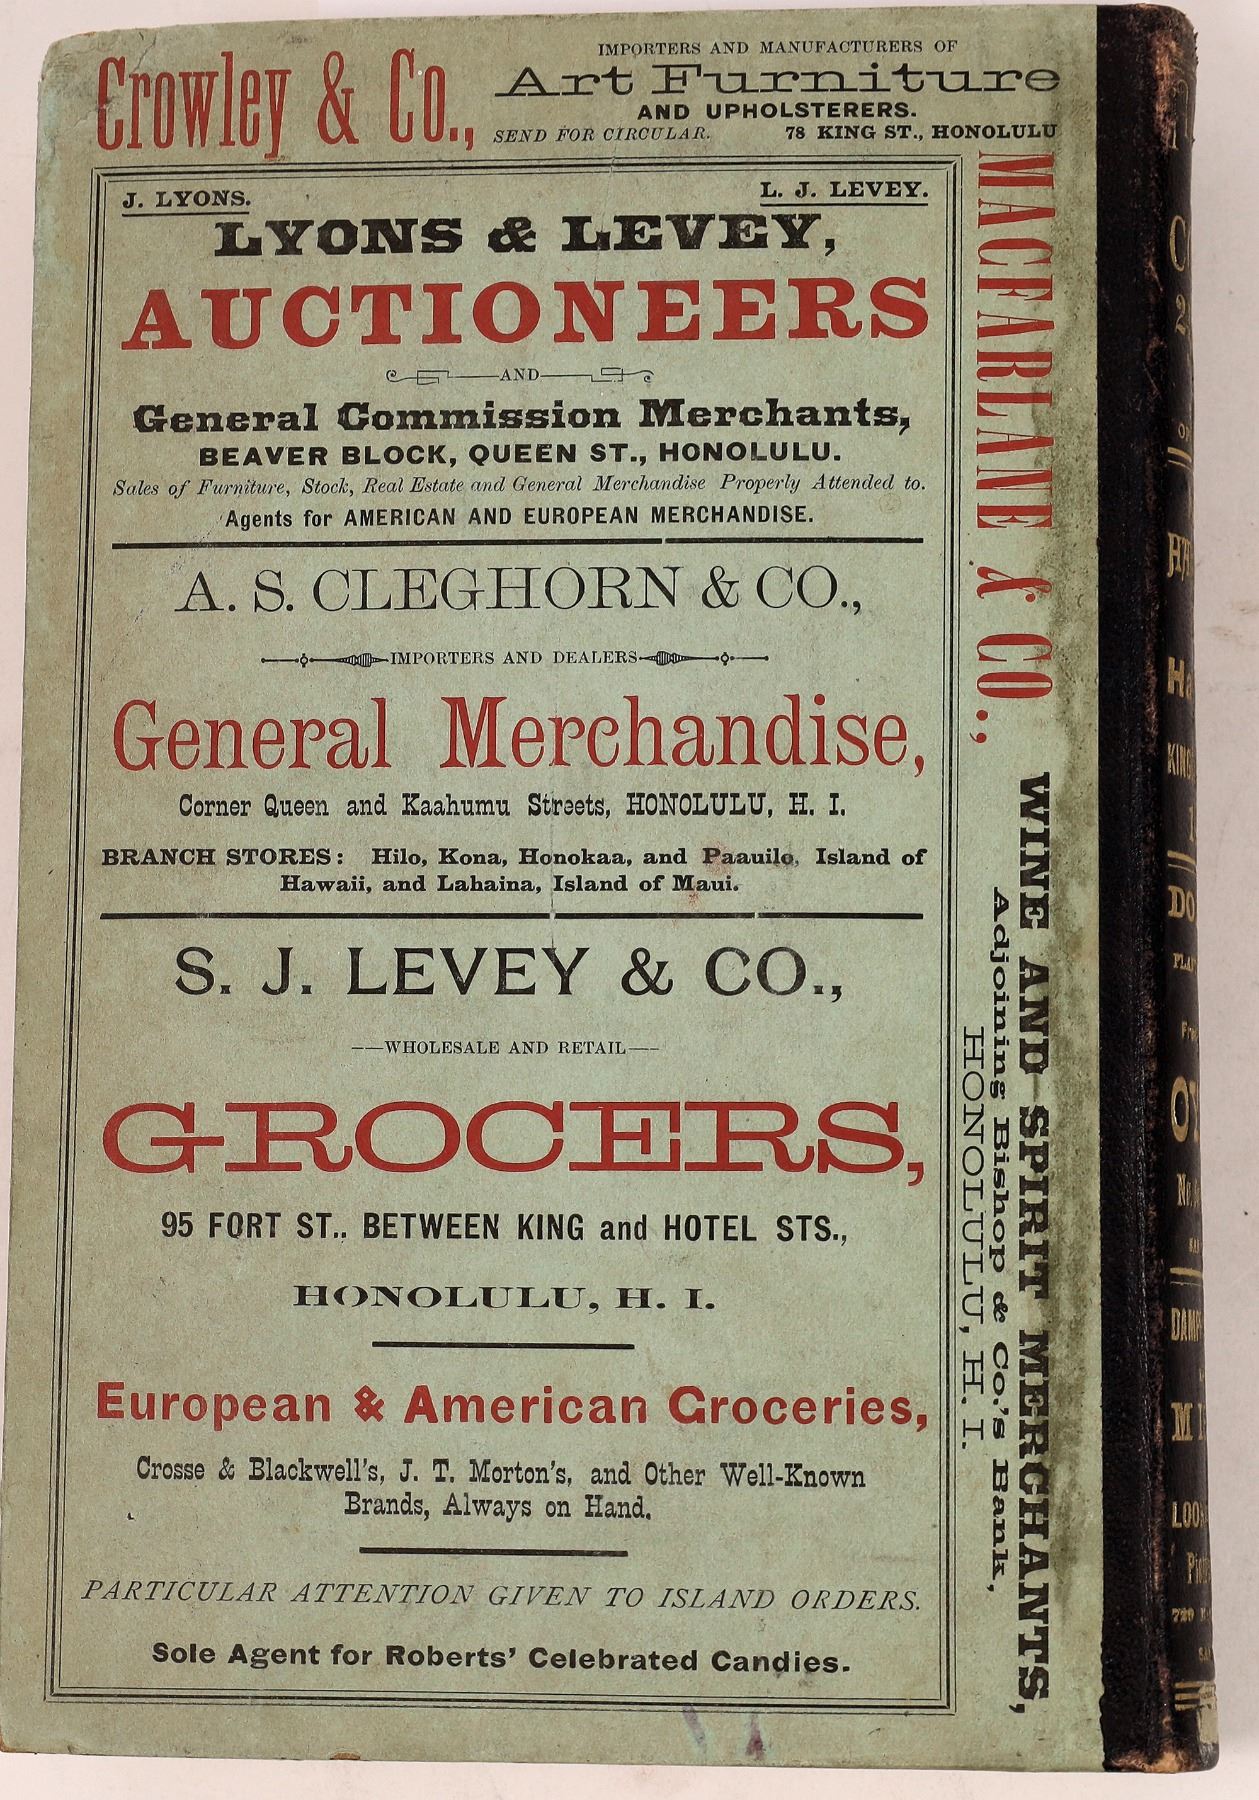 Crowley & Co.,
IMPORTERS AND MANUFACTURERS OF
Art Furniture
AND UPHOLSTERERS.
SEND FOR CIRCULAR. 78 KING ST., HONOLULU
J. LYONS. L. J. LEVEY.
LYONS & LEVEY,
AUCTIONEERS
AND
General Commission Merchants,
BEAVER BLOCK, QUEEN ST., HONOLULU.
Sales of Furniture, Stock, Real Estate and General Merchandise Properly Attended to.
Agents for AMERICAN AND EUROPEAN MERCHANDISE.
A. S. CLEGHORN & CO.,
IMPORTERS AND DEALERS
General Merchandise,
Corner Queen and Kaahumu Streets, HONOLULU, H. I.
BRANCH STORES: Hilo, Kona, Honokaa, and Paauilo, Island of
Hawaii, and Lahaina, Island of Maui.
S. J. LEVEY & CO.,
WHOLESALE AND RETAIL
GROCERS,
95 FORT ST., BETWEEN KING and HOTEL STS.,
HONOLULU, H. I.
European & American Groceries,
Crosse & Blackwell's, J. T. Morton's, and Other Well-Known
Brands, Always on Hand.
PARTICULAR ATTENTION GIVEN TO ISLAND ORDERS.
Sole Agent for Roberts' Celebrated Candies.
MACFARLANE & CO.,
WINE AND SPIRIT MERCHANTS,
Adjoining Bishop & Co.'s Bank,
HONOLULU, H. I.